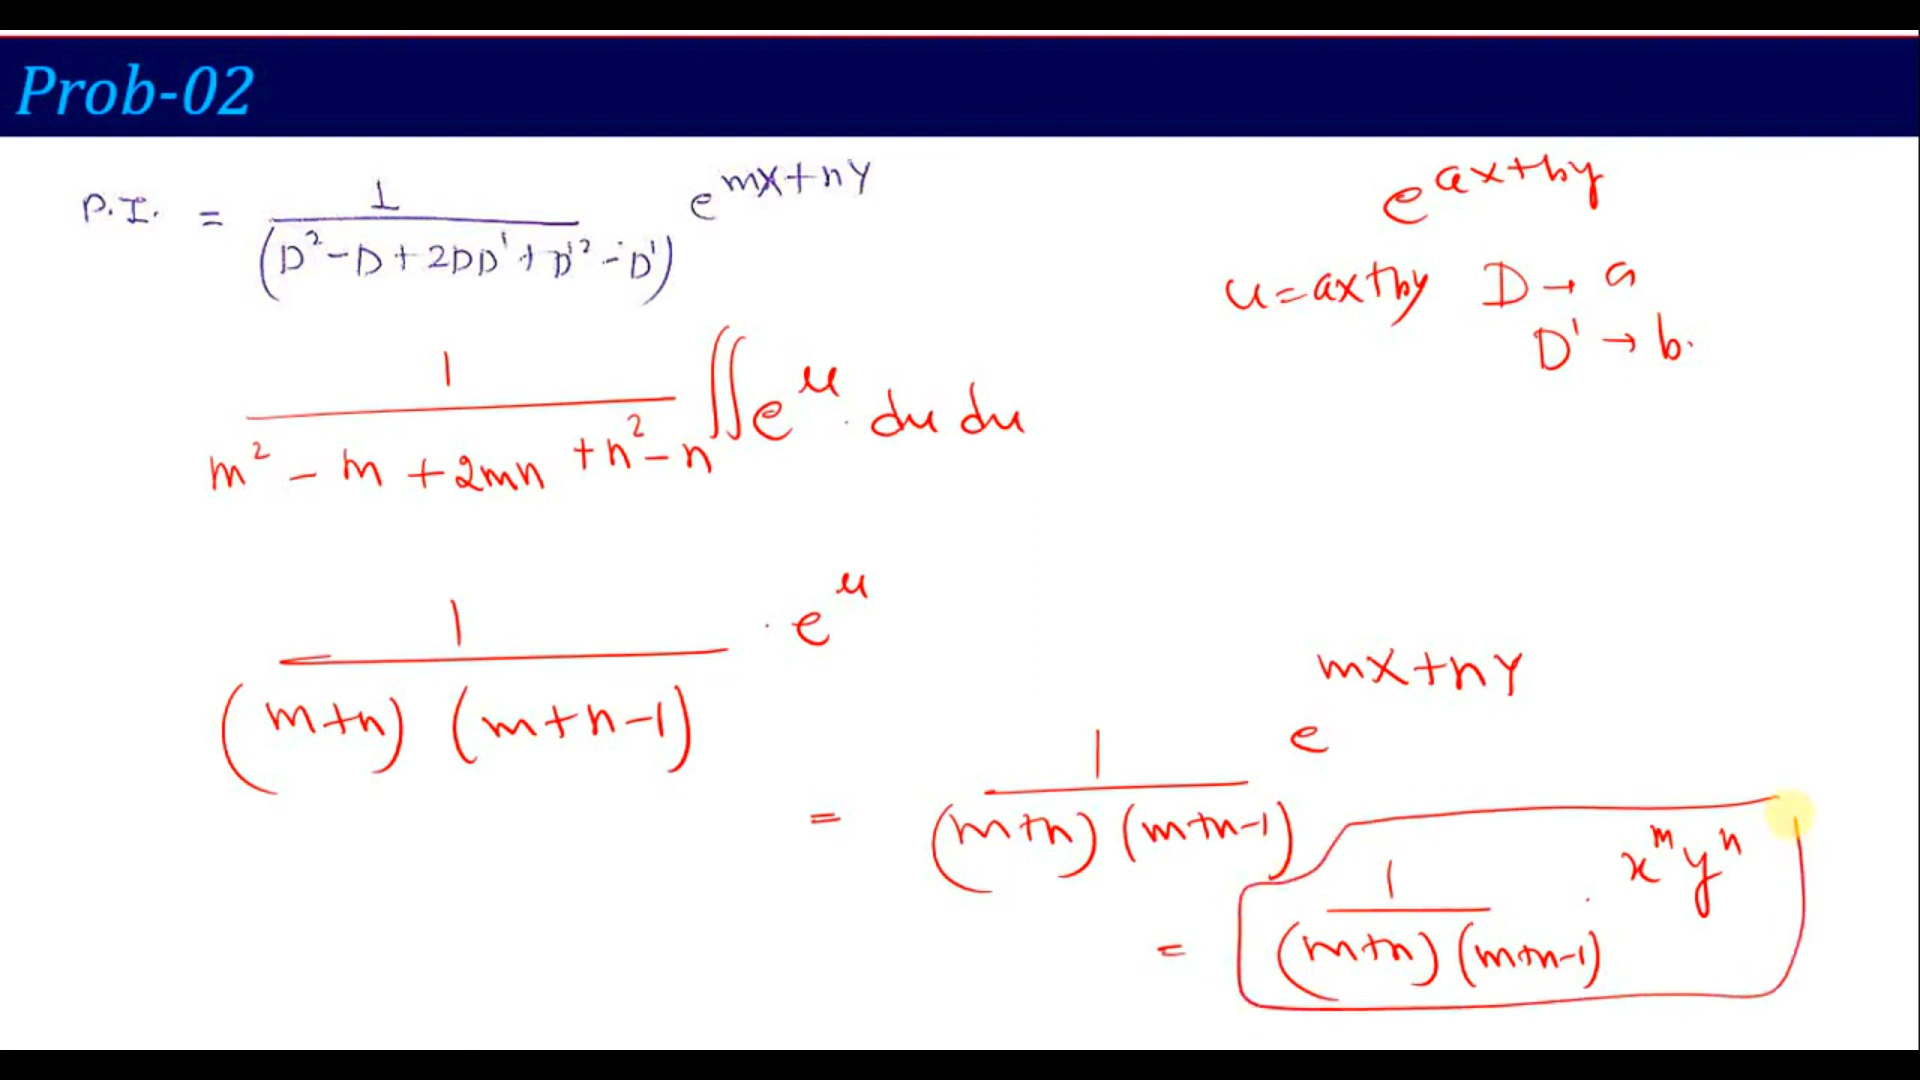 Prob-02
P.I. = 1/(D² - D + 2DD' + D'² - D') e^(mX+nY)
e^(ax+by)
u=ax+by D → a
D' → b.
1/(m² - m + 2mn + n² - n) ∬ e^u . du du
1/((m+n) (m+n-1)) . e^u
= 1/((m+n) (m+n-1)) e^(mX+nY)
= 1/((m+n) (m+n-1)) . x^m y^n